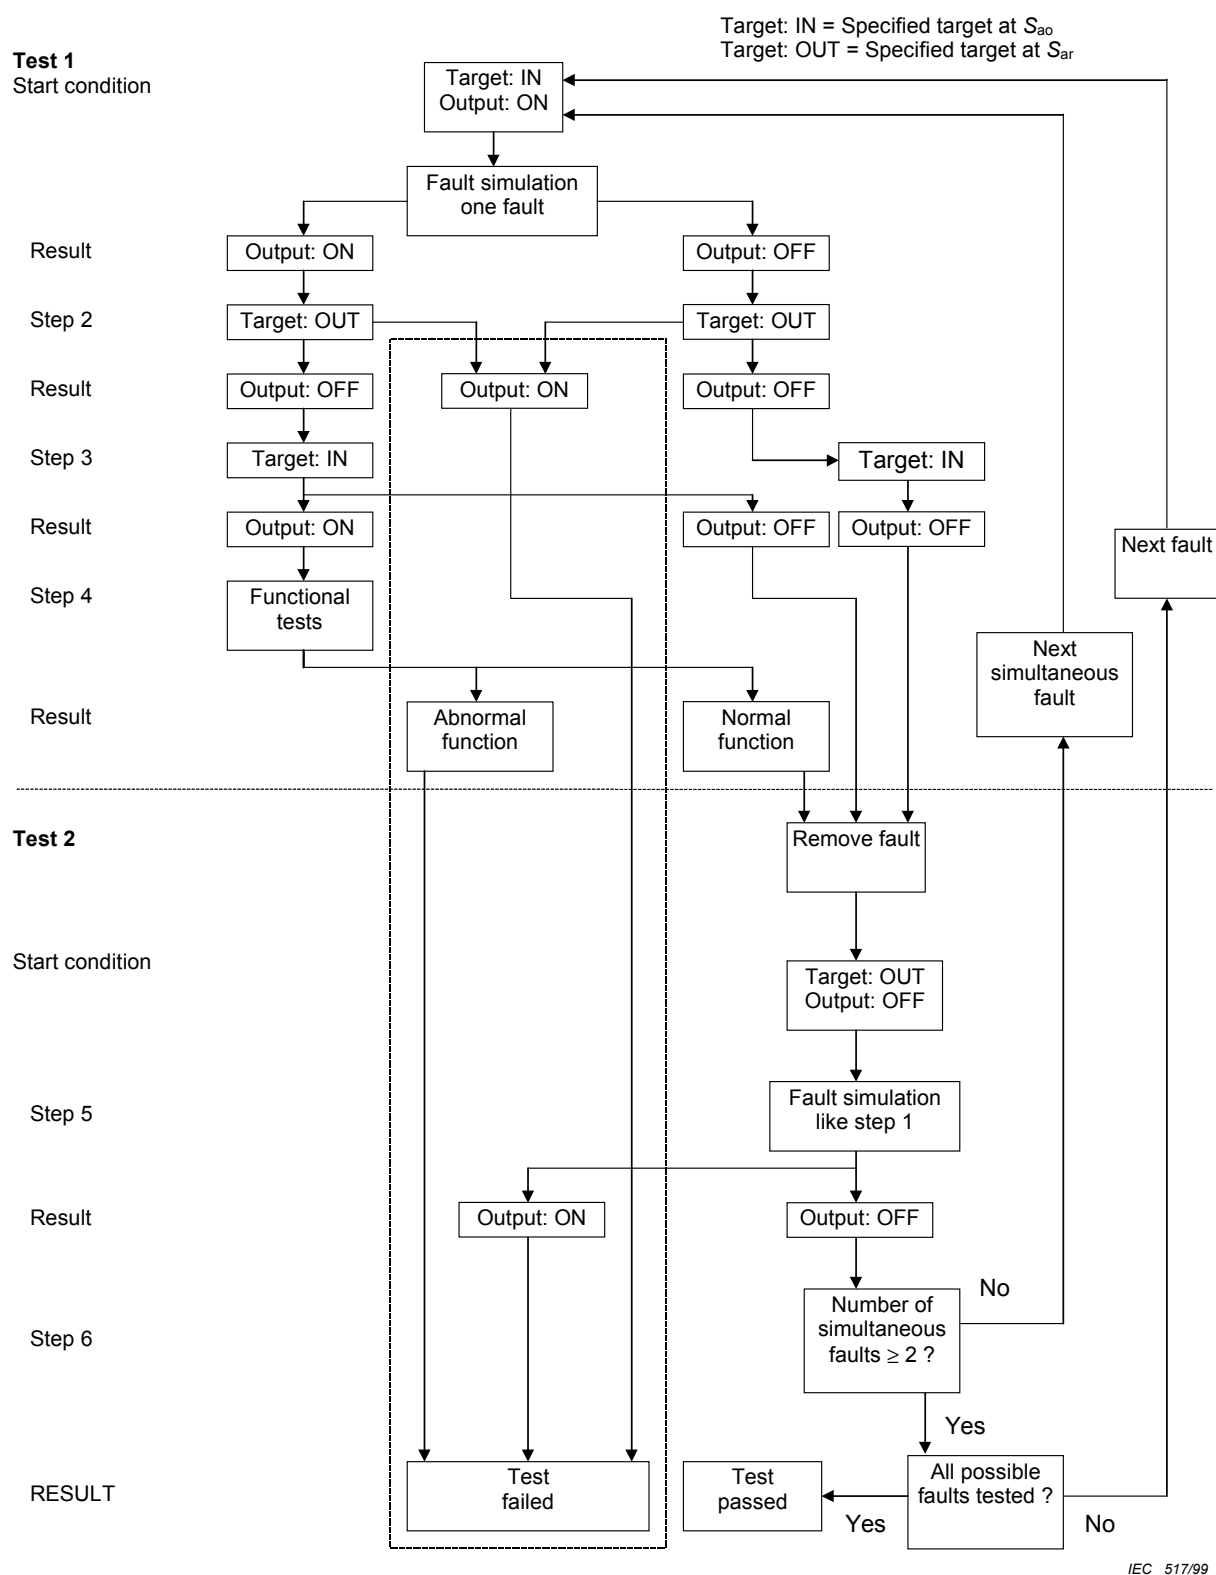 Target: IN = Specified target at Sao
Target: OUT = Specified target at Sar
Test 1
Start condition
Target: IN
Output: ON
Fault simulation
one fault
Result
Output: ON
Output: OFF
Step 2
Target: OUT
Target: OUT
Result
Output: OFF
Output: ON
Output: OFF
Step 3
Target: IN
Target: IN
Result
Output: ON
Output: OFF
Output: OFF
Next fault
Step 4
Functional
tests
Next
simultaneous
fault
Result
Abnormal
function
Normal
function
Test 2
Remove fault
Start condition
Target: OUT
Output: OFF
Step 5
Fault simulation
like step 1
Result
Output: ON
Output: OFF
No
Step 6
Number of
simultaneous
faults ≥ 2 ?
Yes
RESULT
Test
failed
Test
passed
All possible
faults tested ?
Yes
No
IEC 517/99